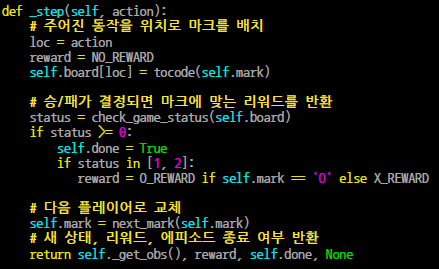 def _step(self, action):
    # 주어진 동작을 위치로 마크를 배치
    loc = action
    reward = NO_REWARD
    self.board[loc] = tocode(self.mark)

    # 승/패가 결정되면 마크에 맞는 리워드를 반환
    status = check_game_status(self.board)
    if status >= 0:
        self.done = True
        if status in [1, 2]:
            reward = O_REWARD if self.mark == 'O' else X_REWARD

    # 다음 플레이어로 교체
    self.mark = next_mark(self.mark)
    # 새 상태, 리워드, 에피소드 종료 여부 반환
    return self._get_obs(), reward, self.done, None